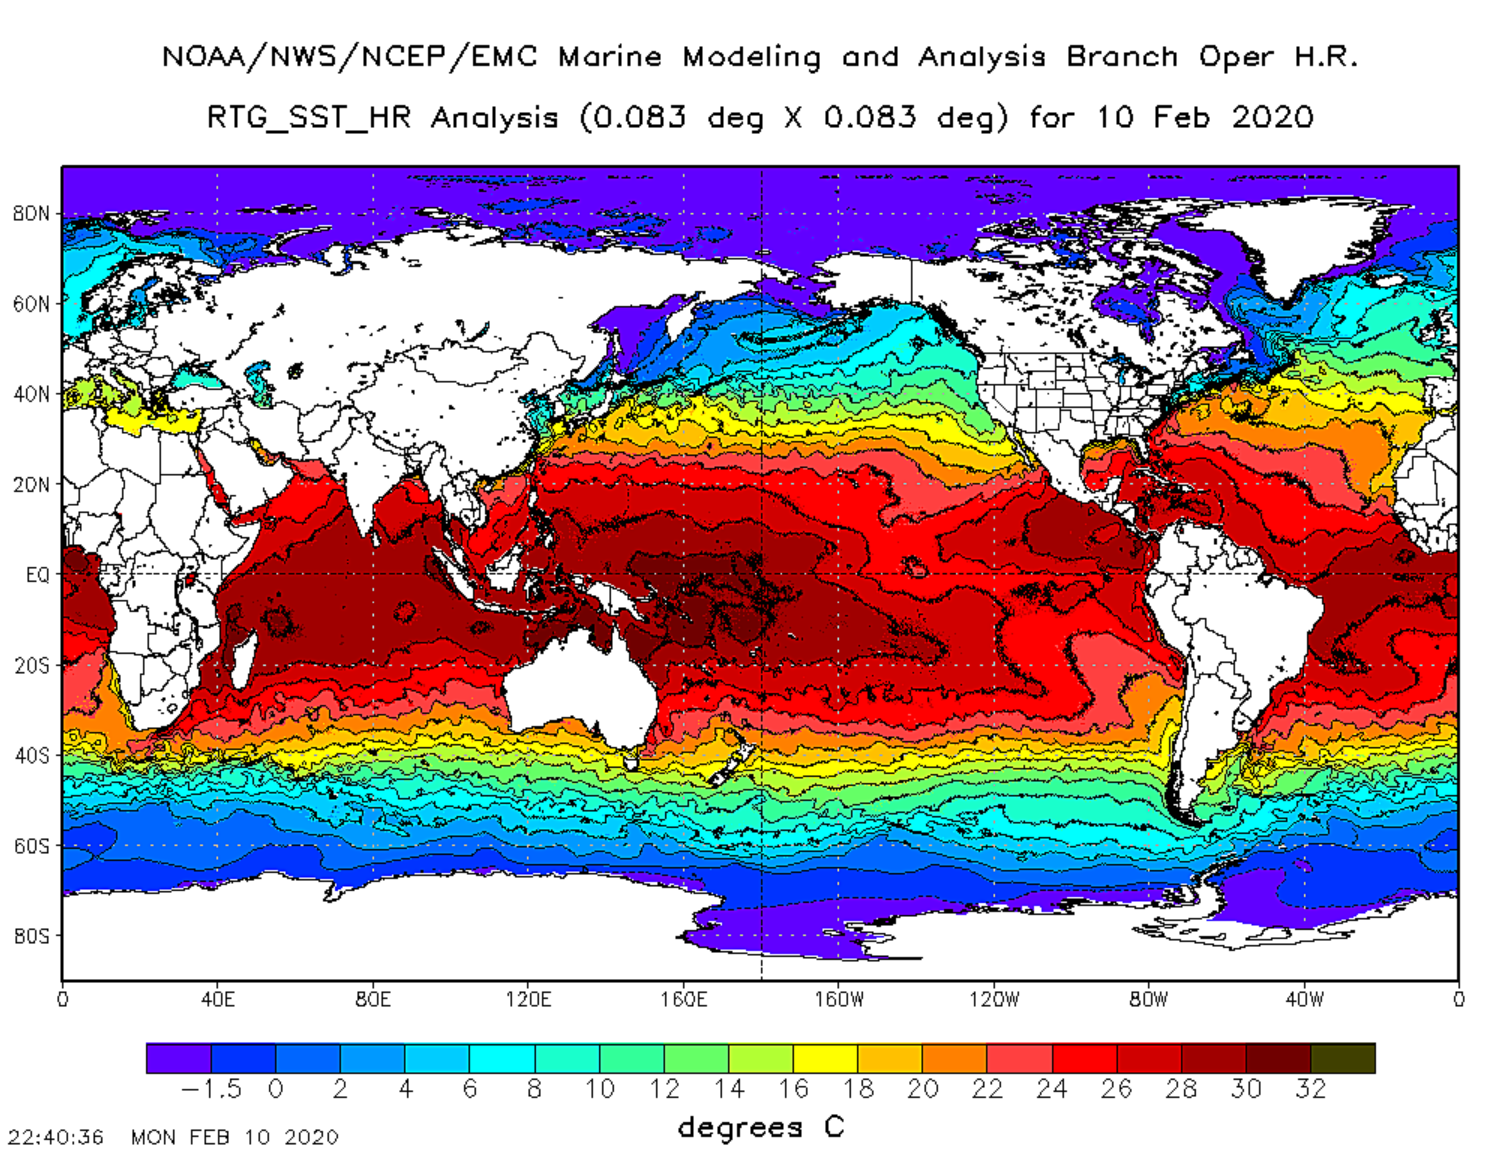 NOAA/NWS/NCEP/EMC Marine Modeling and Analysis Branch Oper H.R.
RTG_SST_HR Analysis (0.083 deg X 0.083 deg) for 10 Feb 2020
80N
60N
40N
20N
EQ
20S
40S
60S
80S
0 40E 80E 120E 160E 160W 120W 80W 40W 0
-1.5 0 2 4 6 8 10 12 14 16 18 20 22 24 26 28 30 32
degrees C
22:40:36 MON FEB 10 2020